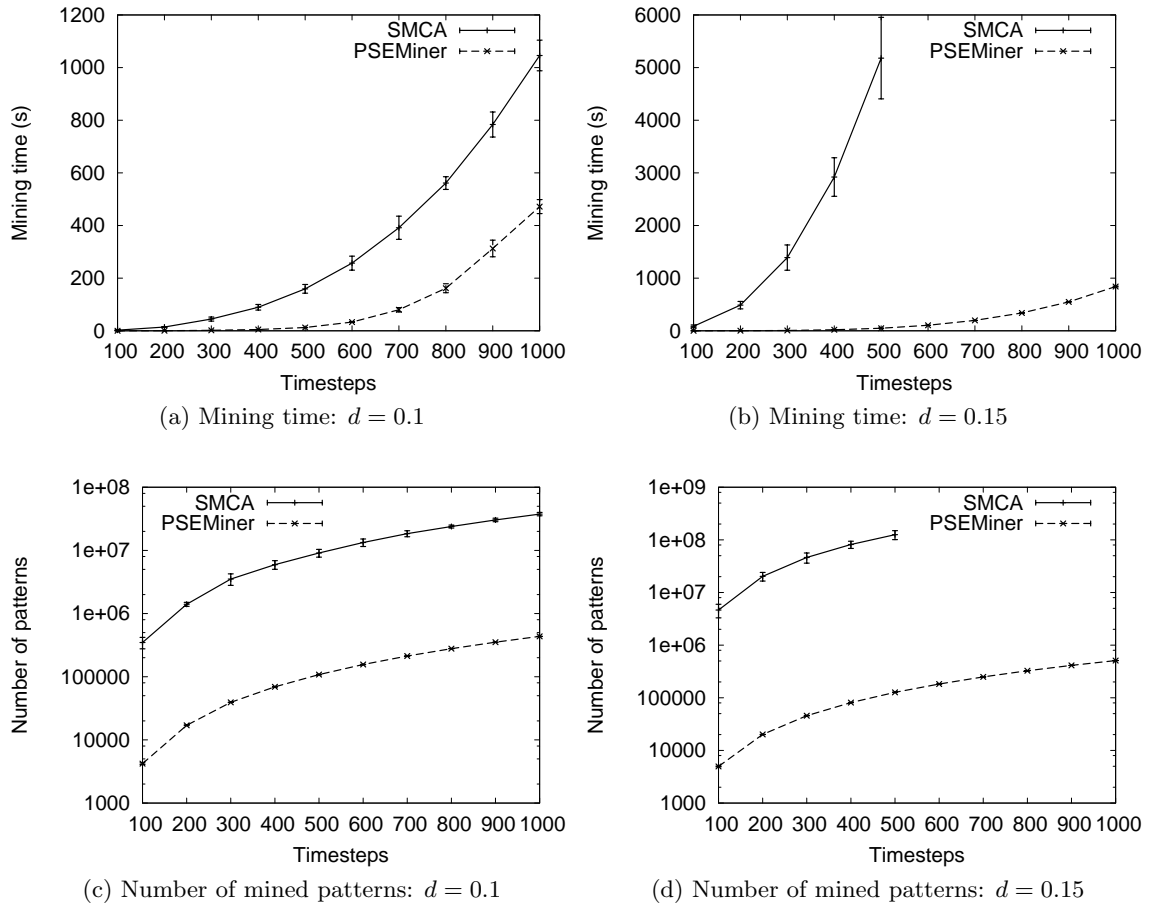 1200
1000
800
600
400
200
0
Mining time (s)
SMCA
PSEMiner
100 200 300 400 500 600 700 800 900 1000
Timesteps
(a) Mining time: d = 0.1
6000
5000
4000
3000
2000
1000
0
Mining time (s)
SMCA
PSEMiner
100 200 300 400 500 600 700 800 900 1000
Timesteps
(b) Mining time: d = 0.15
1e+08
1e+07
1e+06
100000
10000
1000
Number of patterns
SMCA
PSEMiner
100 200 300 400 500 600 700 800 900 1000
Timesteps
(c) Number of mined patterns: d = 0.1
1e+09
1e+08
1e+07
1e+06
100000
10000
1000
Number of patterns
SMCA
PSEMiner
100 200 300 400 500 600 700 800 900 1000
Timesteps
(d) Number of mined patterns: d = 0.15